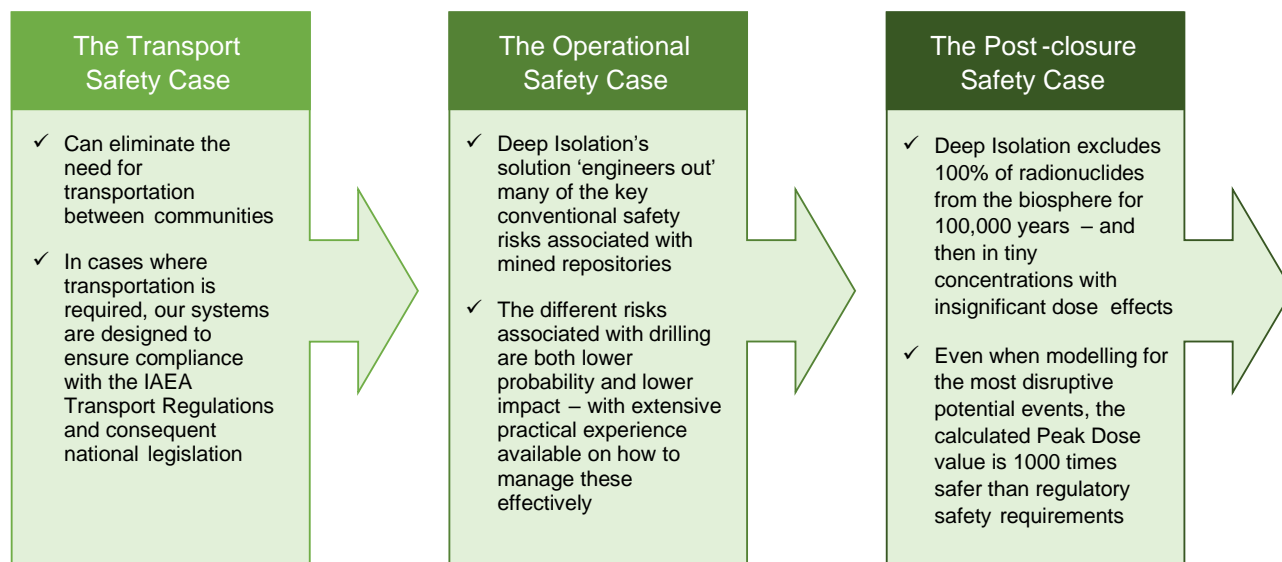 The Transport
Safety Case
✓ Can eliminate the
need for
transportation
between communities
✓ In cases where
transportation is
required, our systems
are designed to
ensure compliance
with the IAEA
Transport Regulations
and consequent
national legislation
The Operational
Safety Case
✓ Deep Isolation's
solution 'engineers out'
many of the key
conventional safety
risks associated with
mined repositories
✓ The different risks
associated with drilling
are both lower
probability and lower
impact – with extensive
practical experience
available on how to
manage these
effectively
The Post -closure
Safety Case
✓ Deep Isolation excludes
100% of radionuclides
from the biosphere for
100,000 years – and
then in tiny
concentrations with
insignificant dose effects
✓ Even when modelling for
the most disruptive
potential events, the
calculated Peak Dose
value is 1000 times
safer than regulatory
safety requirements